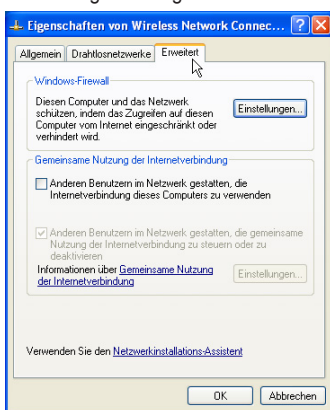 Eigenschaften von Wireless Network Connec...
Allgemein Drahtlosnetzwerke Erweitert
Windows-Firewall
Diesen Computer und das Netzwerk
schützen, indem das Zugreifen auf diesen
Computer vom Internet eingeschränkt oder
verhindert wird.
Einstellungen...
Gemeinsame Nutzung der Internetverbindung
Anderen Benutzern im Netzwerk gestatten, die
Internetverbindung dieses Computers zu
verwenden
Anderen Benutzern im Netzwerk gestatten, die gemeinsame
Nutzung der Internetverbindung zu steuern oder zu
deaktivieren
Informationen über Gemeinsame Nutzung
der Internetverbindung
Einstellungen...
Verwenden Sie den Netzwerkinstallations-Assistent
OK Abbrechen